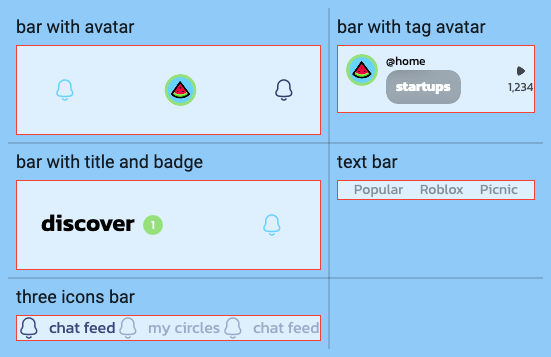 bar with avatar
bar with tag avatar
@home
startups
1,234
bar with title and badge
discover 1
text bar
Popular Roblox Picnic
three icons bar
chat feed my circles chat feed